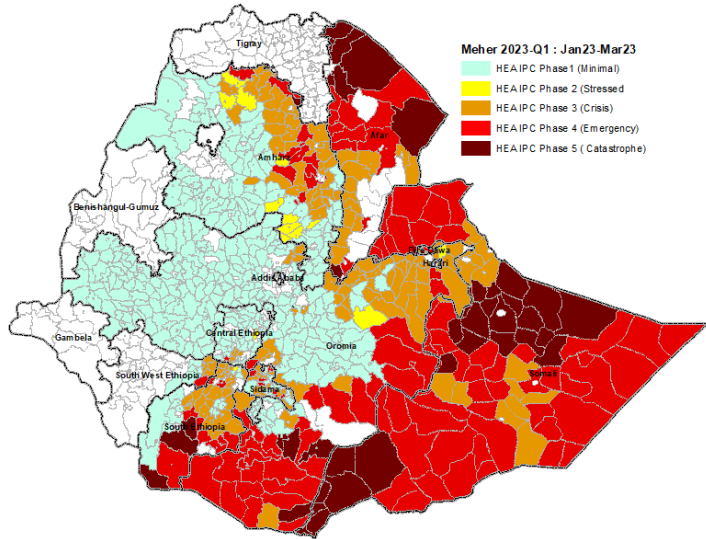 Meher 2023-Q1 : Jan23-Mar23
HEA IPC Phase1 (Minimal)
HEA IPC Phase 2 (Stressed
HEA IPC Phase 3 (Crisis)
HEA IPC Phase 4 (Emergency)
HEA IPC Phase 5 ( Catastrophe)
Tigray
Afar
Amhara
Benishangul-Gumuz
Dire Dawa
Harari
Addis Ababa
Central Ethiopia
Gambela
Oromia
South West Ethiopia
Somali
Sidama
South Ethiopia